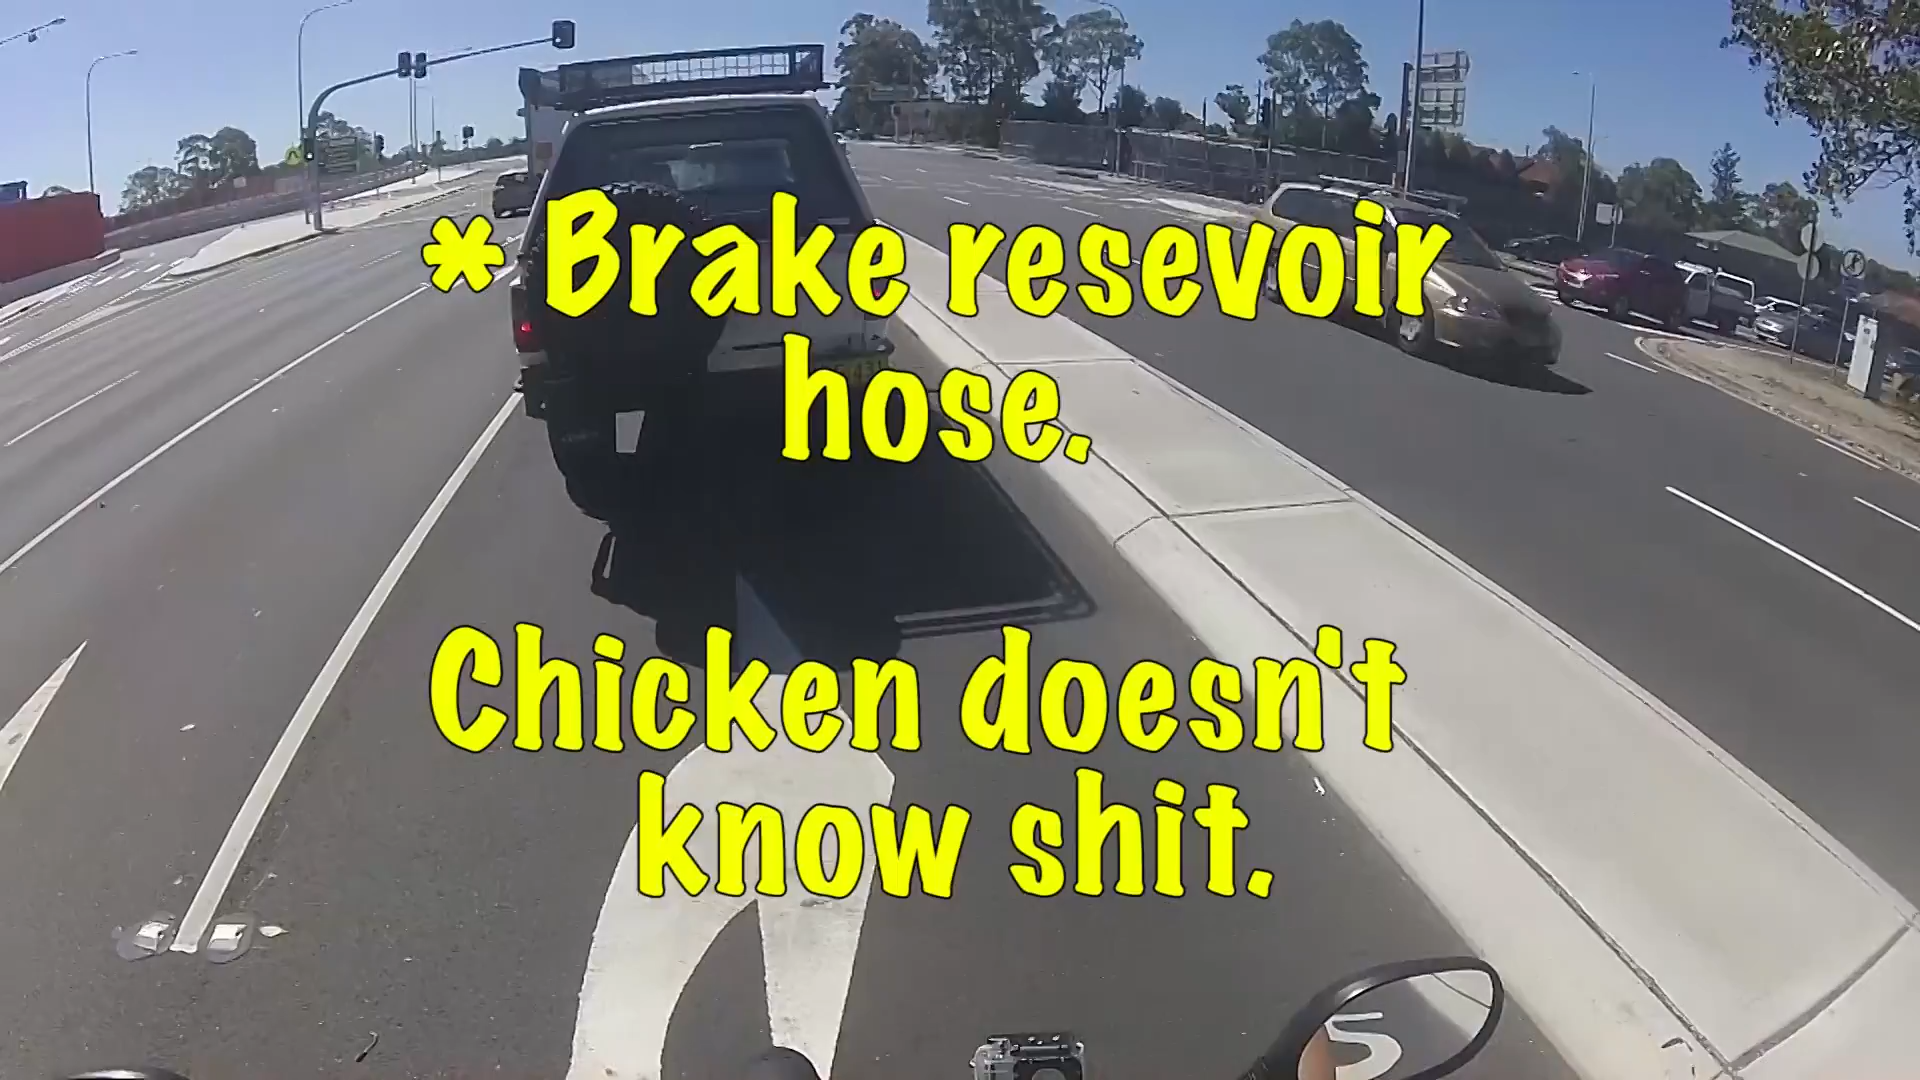 * Brake resevoir
hose.
Chicken doesn't
know shit.